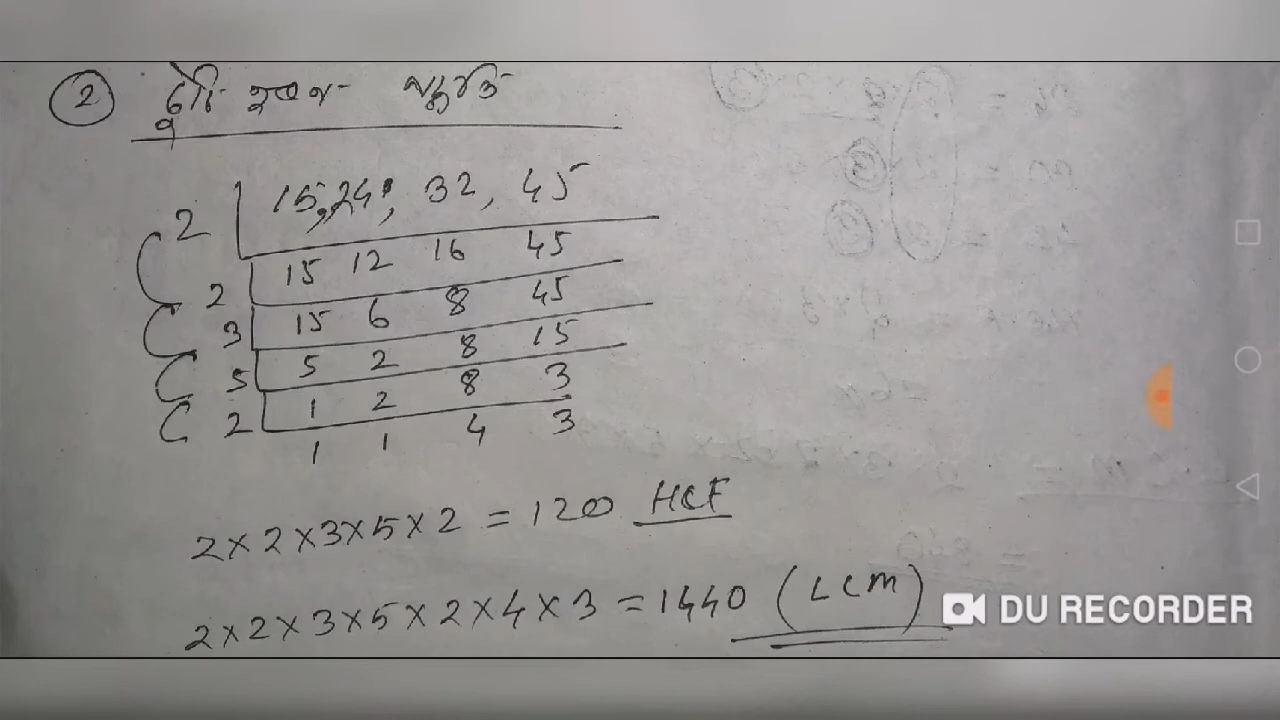 2
15, 24, 32, 45
2
15 12 16 45
2
15 6 8 45
3
5 2 8 15
5
1 2 8 3
2
1 1 4 3
2×2×3×5×2 = 120 HCF
2×2×3×5×2×4×3 = 1440 (LCM)
DU RECORDER